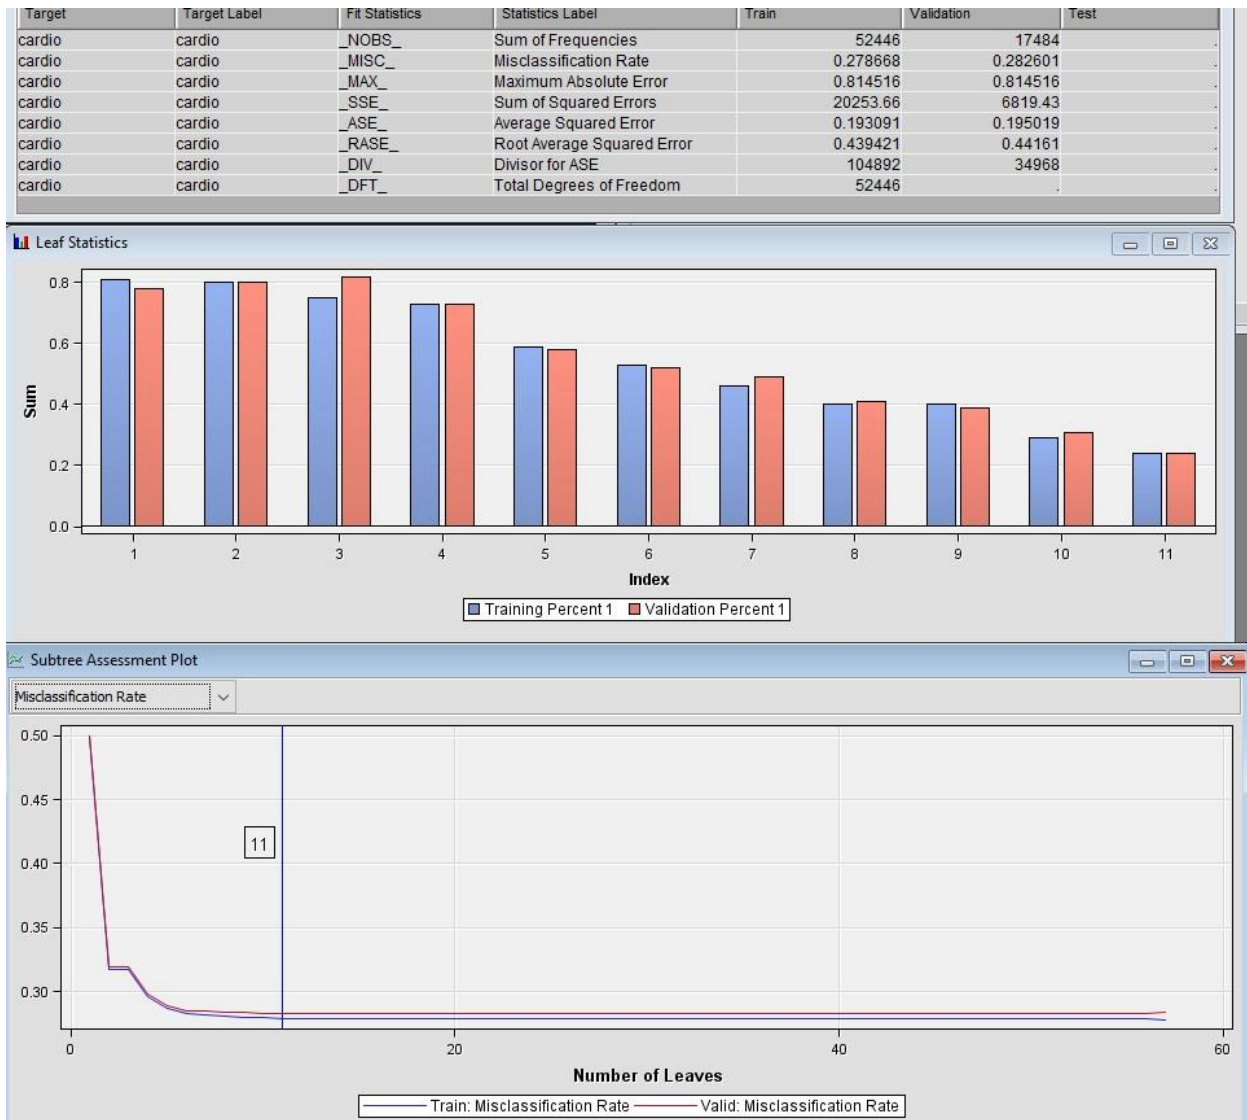 Target Target Label Fit Statistics Statistics Label Train Validation Test
cardio cardio _NOBS_ Sum of Frequencies 52446 17484 .
cardio cardio _MISC_ Misclassification Rate 0.278668 0.282601 .
cardio cardio _MAX_ Maximum Absolute Error 0.814516 0.814516 .
cardio cardio _SSE_ Sum of Squared Errors 20253.66 6819.43 .
cardio cardio _ASE_ Average Squared Error 0.193091 0.195019 .
cardio cardio _RASE_ Root Average Squared Error 0.439421 0.44161 .
cardio cardio _DIV_ Divisor for ASE 104892 34968 .
cardio cardio _DFT_ Total Degrees of Freedom 52446 . .
Leaf Statistics
0.8
0.6
0.4
0.2
0.0
Sum
1 2 3 4 5 6 7 8 9 10 11
Index
Training Percent 1 Validation Percent 1
Subtree Assessment Plot
Misclassification Rate
0.50
0.45
0.40
0.35
0.30
11
0 20 40 60
Number of Leaves
Train: Misclassification Rate Valid: Misclassification Rate